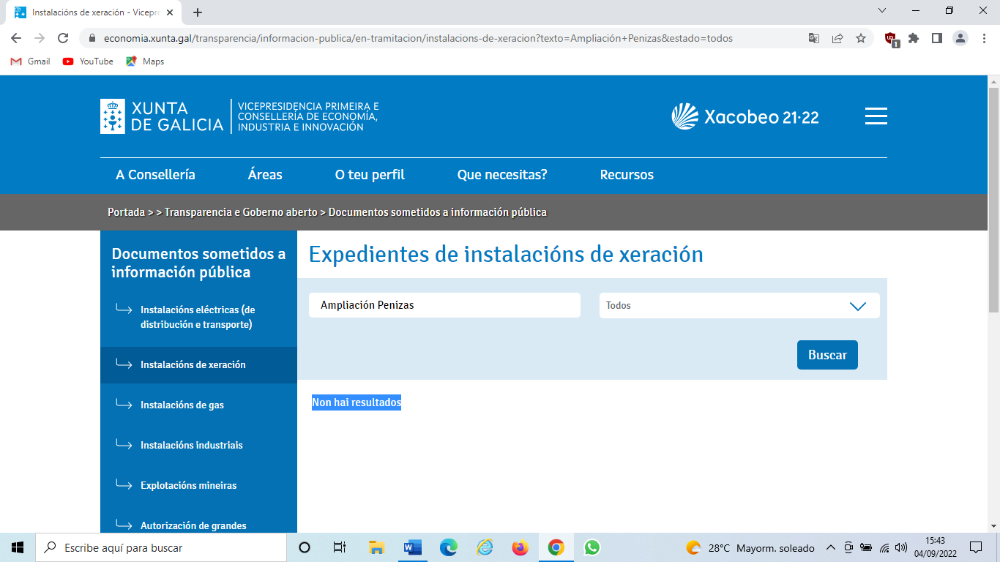 Instalacións de xeración - Vicepre
economia.xunta.gal/transparencia/informacion-publica/en-tramitacion/instalacions-de-xeracion?texto=Ampliación+Penizas&estado=todos
1
Gmail
YouTube
Maps
XUNTA
DE GALICIA
VICEPRESIDENCIA PRIMEIRA E
CONSELLERÍA DE ECONOMÍA,
INDUSTRIA E INNOVACIÓN
Xacobeo 21·22
A Consellería
Áreas
O teu perfil
Que necesitas?
Recursos
Portada > > Transparencia e Goberno aberto > Documentos sometidos a información pública
Documentos sometidos a
información pública
Instalacións eléctricas (de
distribución e transporte)
Instalacións de xeración
Instalacións de gas
Instalacións industriais
Explotacións mineiras
Autorización de grandes
Expedientes de instalacións de xeración
Ampliación Penizas
Todos
Buscar
Non hai resultados
Escribe aquí para buscar
28°C Mayorm. soleado
15:43
04/09/2022